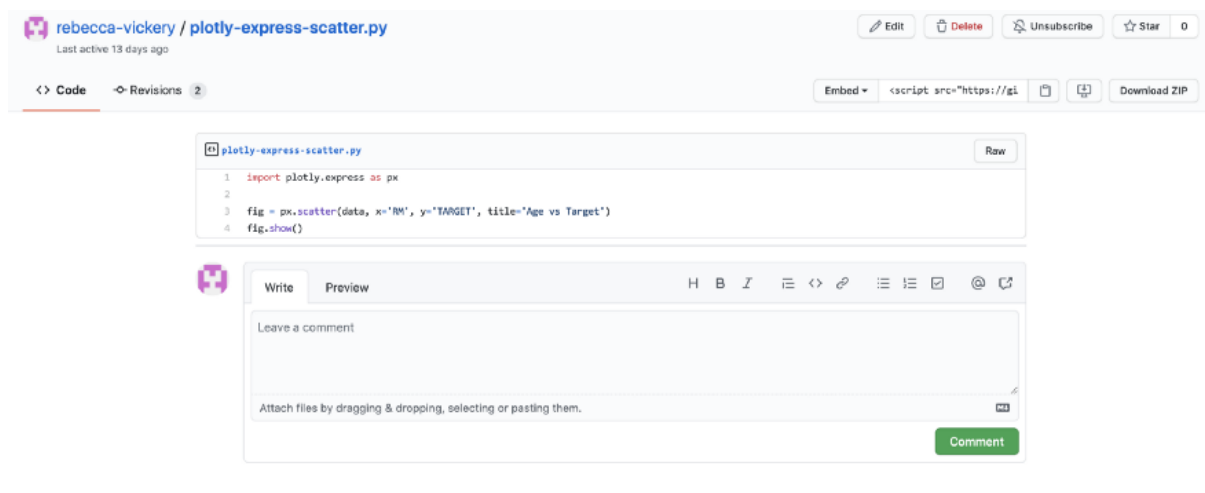 rebecca-vickery / plotly-express-scatter.py
Edit
Delete
Unsubscribe
Star 0
Last active 13 days ago
<> Code
Revisions 2
Embed
<script src="https://gi
Download ZIP
plotly-express-scatter.py
Raw
1 import plotly.express as px
2
3 fig = px.scatter(data, x='RM', y='TARGET', title='Age vs Target')
4 fig.show()
Write
Preview
H B I
Leave a comment
Attach files by dragging & dropping, selecting or pasting them.
Comment